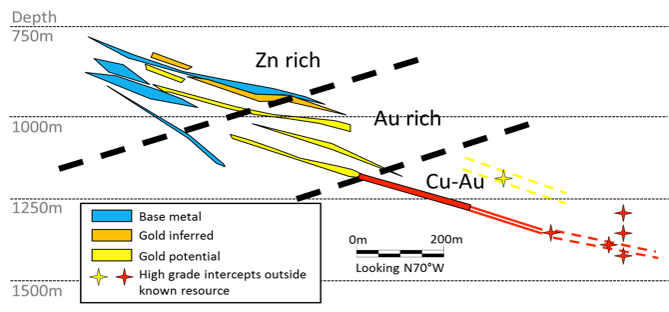 Depth
750m
Zn rich
1000m
Au rich
Cu-Au
1250m
Base metal
Gold inferred
Gold potential
High grade intercepts outside
known resource
0m 200m
Looking N70°W
1500m